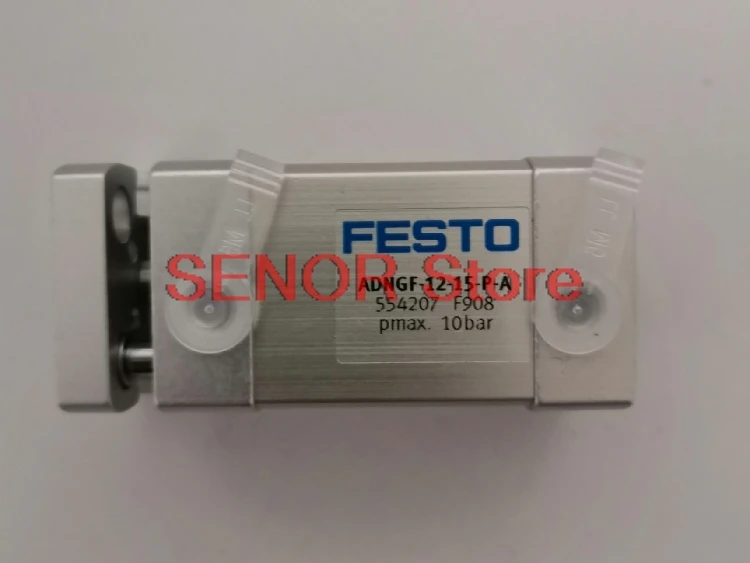 FESTO
ADNGF-12-15-P-A
SENOR Store
554207 F908
pmax. 10bar